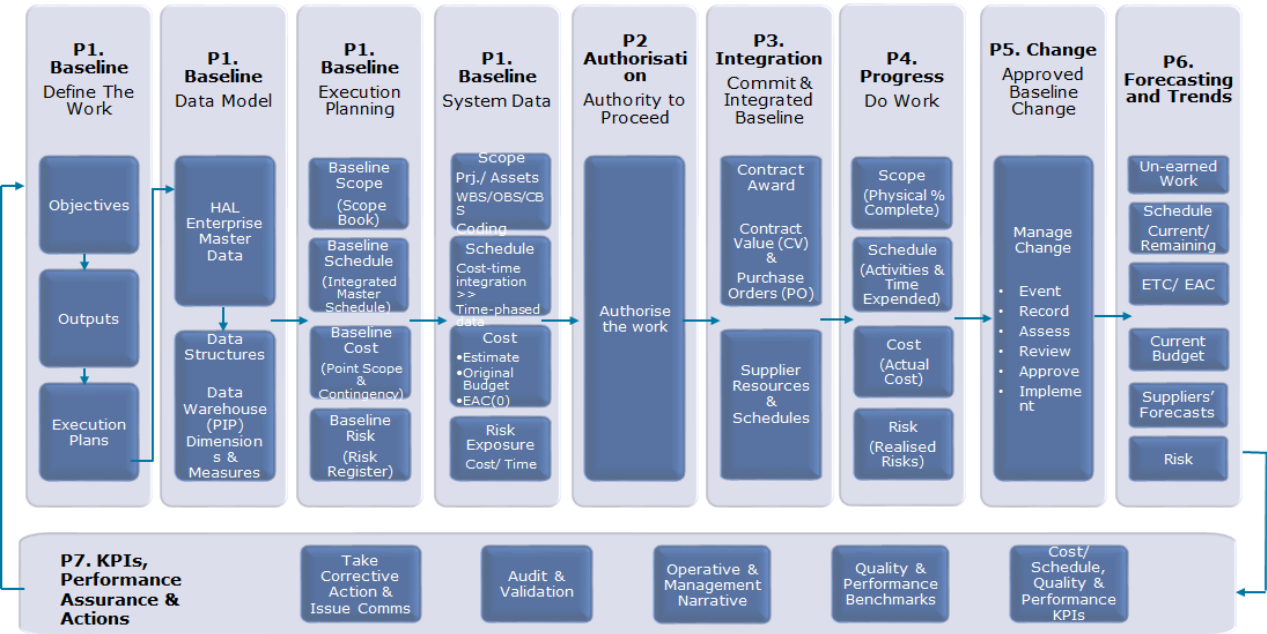 P1.
Baseline
Define The
Work
Objectives
Outputs
Execution
Plans
P1.
Baseline
Data Model
HAL
Enterprise
Master
Data
Data
Structures
Data
Warehouse
(PIP)
Dimension
s &
Measures
P1.
Baseline
Execution
Planning
Baseline
Scope
(Scope
Book)
Baseline
Schedule
(Integrated
Master
Schedule)
Baseline
Cost
(Point Scope
&
Contingency)
Baseline
Risk
(Risk
Register)
P1.
Baseline
System Data
Scope
Prj./ Assets
WBS/OBS/CB
S
Coding
Schedule
Cost-time
integration
>>
Time-phased
data
Cost
•Estimate
•Original
Budget
•EAC(0)
Risk
Exposure
Cost/ Time
P2
Authorisati
on
Authority to
Proceed
Authorise
the work
P3.
Integration
Commit &
Integrated
Baseline
Contract
Award
Contract
Value (CV)
&
Purchase
Orders (PO)
Supplier
Resources
&
Schedules
P4.
Progress
Do Work
Scope
(Physical %
Complete)
Schedule
(Activities &
Time
Expended)
Cost
(Actual
Cost)
Risk
(Realised
Risks)
P5. Change
Approved
Baseline
Change
Manage
Change
• Event
• Record
• Assess
• Review
• Approve
• Impleme
nt
P6.
Forecasting
and Trends
Un-earned
Work
Schedule
Current/
Remaining
ETC/ EAC
Current
Budget
Suppliers’
Forecasts
Risk
P7. KPIs,
Performance
Assurance &
Actions
Take
Corrective
Action &
Issue Comms
Audit &
Validation
Operative &
Management
Narrative
Quality &
Performance
Benchmarks
Cost/
Schedule,
Quality &
Performance
KPIs